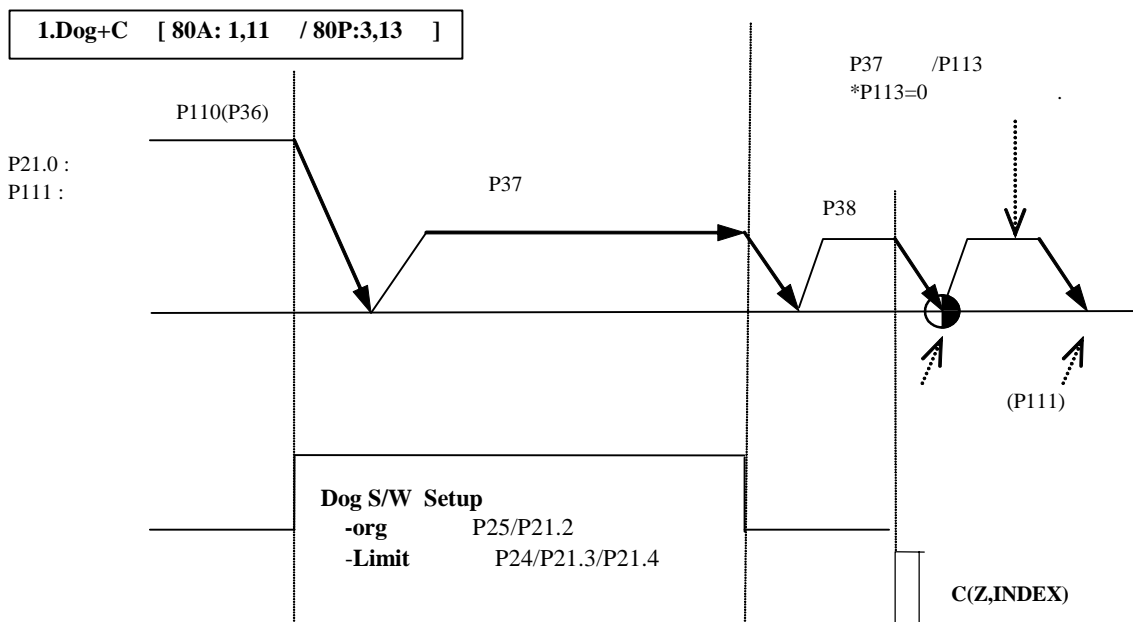 1.Dog+C [ 80A: 1,11 / 80P:3,13 ]
P37 /P113
*P113=0 .
P110(P36)
P21.0 :
P111 :
P37
P38
(P111)
Dog S/W Setup
-org P25/P21.2
-Limit P24/P21.3/P21.4
C(Z,INDEX)